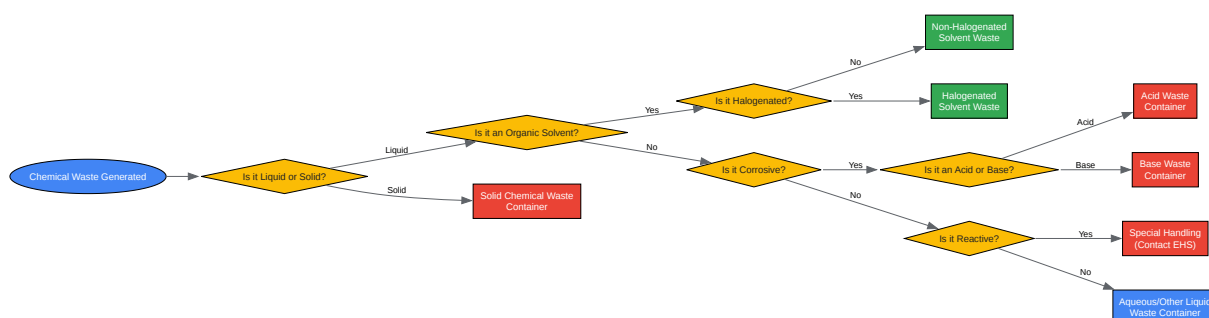 Chemical Waste Generated
Is it Liquid or Solid?
Liquid
Solid
Solid Chemical Waste
Container
Is it an Organic Solvent?
Yes
No
Is it Halogenated?
No
Yes
Non-Halogenated
Solvent Waste
Halogenated
Solvent Waste
Is it Corrosive?
Yes
No
Is it an Acid or Base?
Acid
Base
Acid Waste
Container
Base Waste
Container
Is it Reactive?
Yes
No
Special Handling
(Contact EHS)
Aqueous/Other Liquid
Waste Container